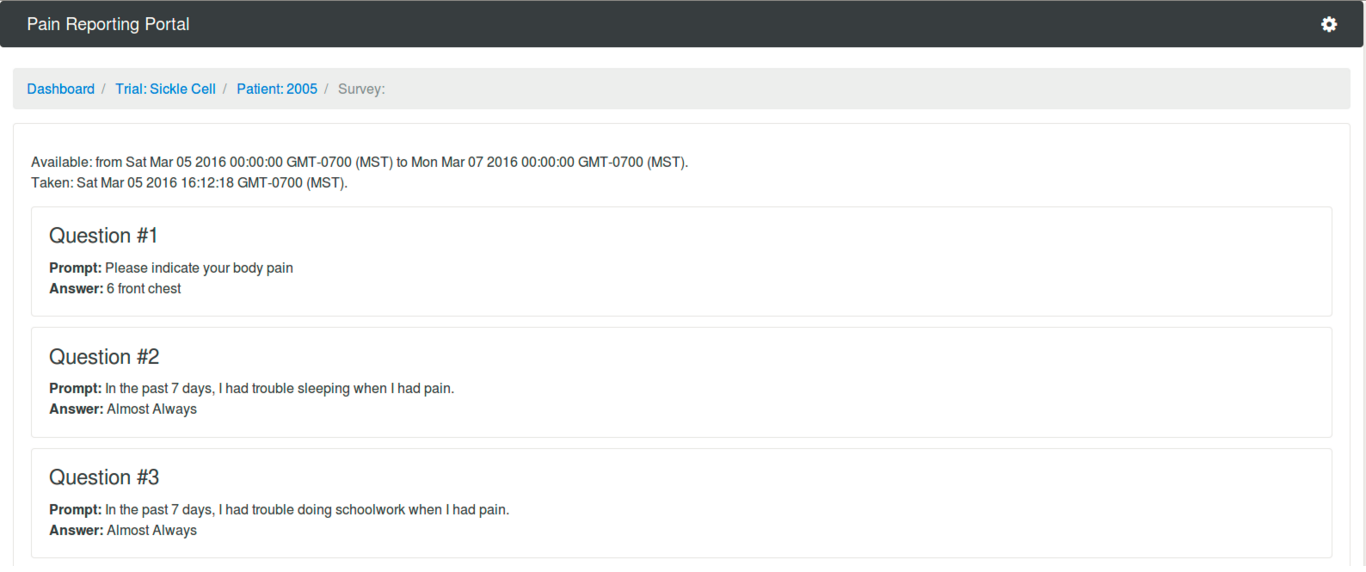 Pain Reporting Portal
Dashboard / Trial: Sickle Cell / Patient: 2005 / Survey:
Available: from Sat Mar 05 2016 00:00:00 GMT-0700 (MST) to Mon Mar 07 2016 00:00:00 GMT-0700 (MST).
Taken: Sat Mar 05 2016 16:12:18 GMT-0700 (MST).
Question #1
Prompt: Please indicate your body pain
Answer: 6 front chest
Question #2
Prompt: In the past 7 days, I had trouble sleeping when I had pain.
Answer: Almost Always
Question #3
Prompt: In the past 7 days, I had trouble doing schoolwork when I had pain.
Answer: Almost Always